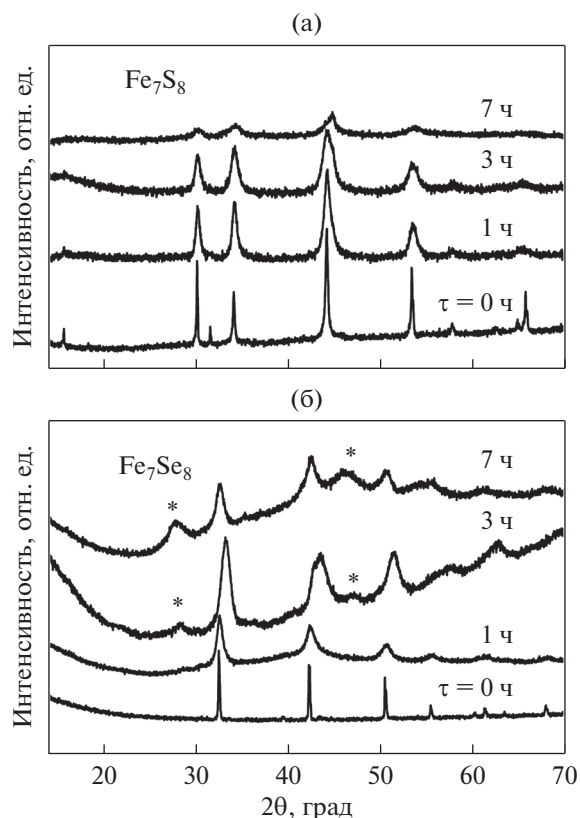 (а)
Fe₇S₈
7 ч
3 ч
1 ч
τ = 0 ч
Интенсивность, отн. ед.
(б)
Fe₇Se₈
*
*
7 ч
3 ч
*
*
1 ч
τ = 0 ч
Интенсивность, отн. ед.
20 30 40 50 60 70
2θ, град